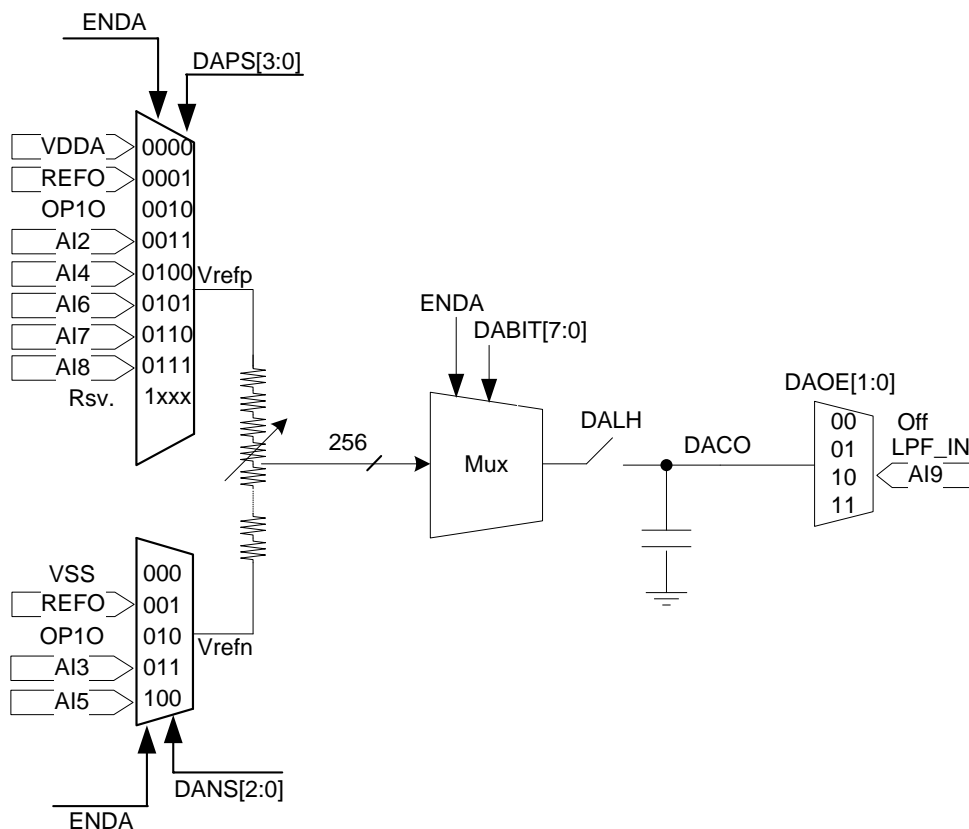 ENDA
DAPS[3:0]
VDDA 0000
REFO 0001
OP1O 0010
AI2 0011
AI4 0100
Vrefp
AI6 0101
AI7 0110
AI8 0111
Rsv. 1xxx
ENDA
DABIT[7:0]
256
Mux
DALH
DACO
DAOE[1:0]
00 Off
01 LPF_IN
10 AI9
11
VSS 000
REFO 001
OP1O 010
Vrefn
AI3 011
AI5 100
DANS[2:0]
ENDA